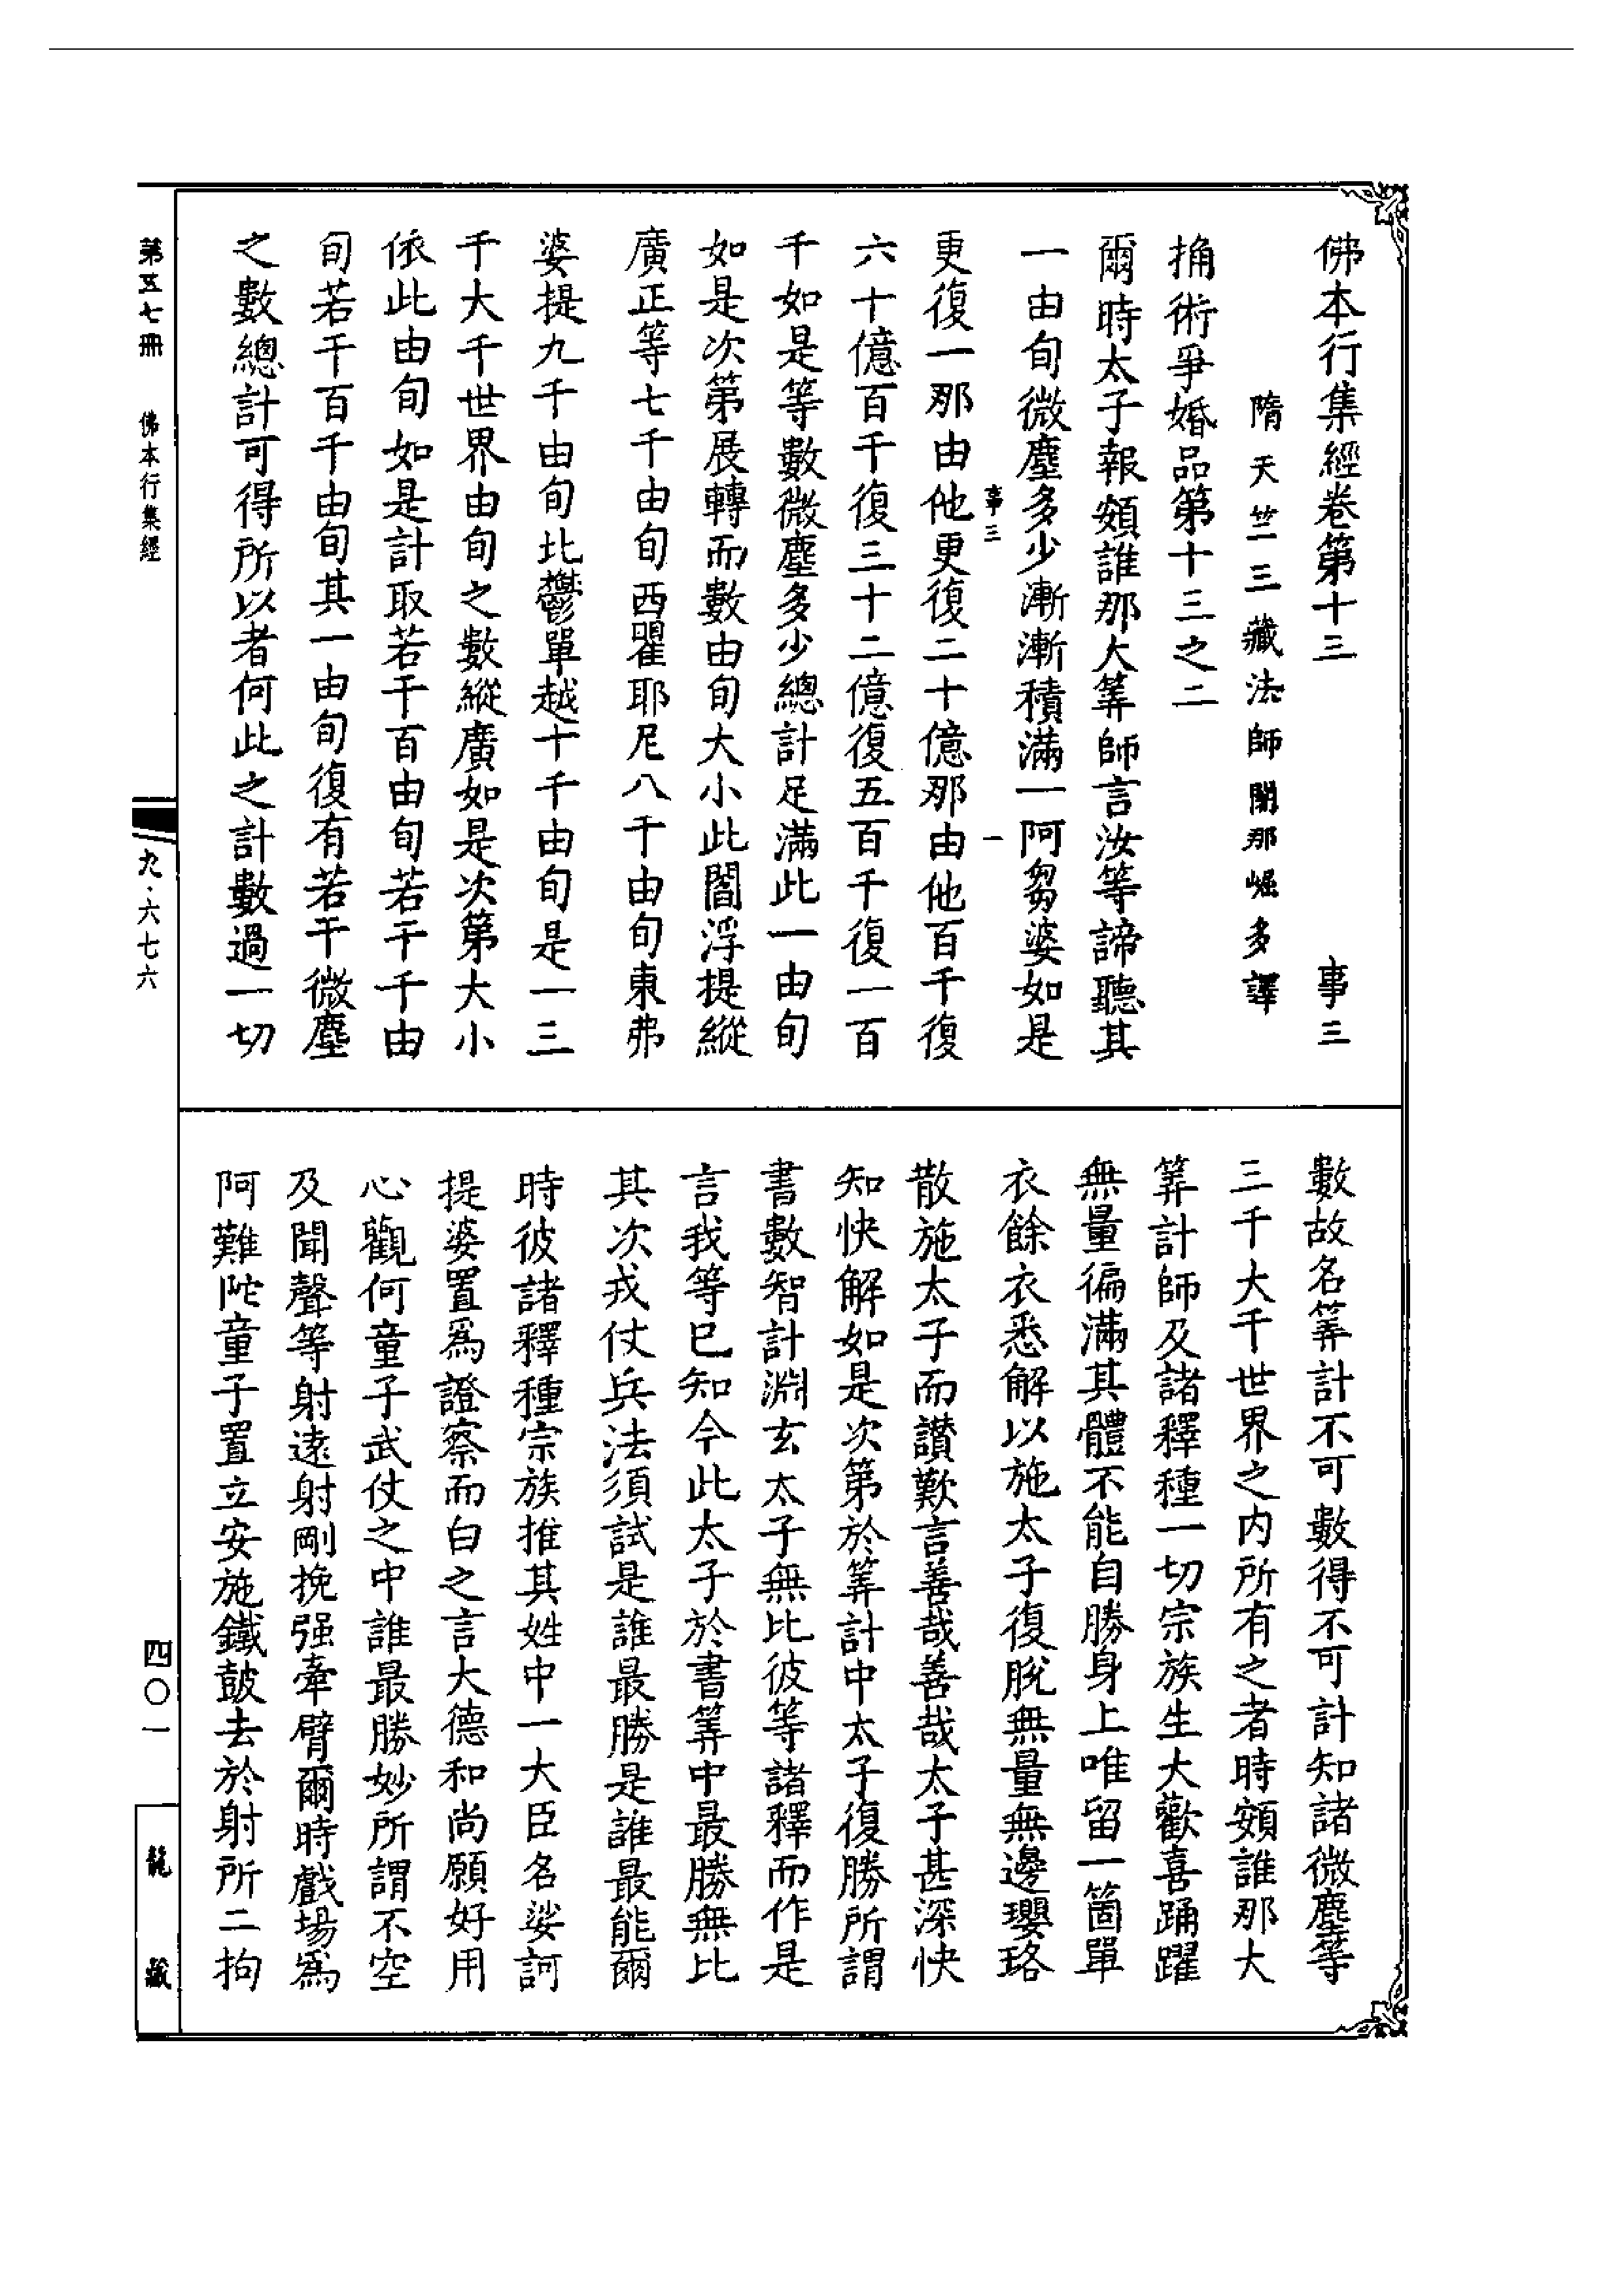 佛本行集經卷第十三　事三
隋天竺三藏法師闍那崛多譯
捔術爭婚品第十三之二
爾時太子報頞誰那大筭師言汝等諦聽其
一由旬微塵多少漸漸積滿一阿芻婆如是
事三　一
更復一那由他更復二十億那由他百千復
六十億百千復三十二億復五百千復一百
千如是等數微塵多少總計足滿此一由旬
如是次第展轉而數由旬大小此閻浮提縱
廣正等七千由旬西瞿耶尼八千由旬東弗
婆提九千由旬北鬱單越十千由旬是一三
千大千世界由旬之數縱廣如是次第大小
依此由旬如是計取若干百由旬若干千由
旬若干百千由旬其一由旬復有若干微塵
之數總計可得所以者何此之計數過一切
數故名筭計不可數得不可計知諸微塵等
三千大千世界之內所有之者時頞誰那大
筭計師及諸釋種一切宗族生大歡喜踊躍
無量徧滿其體不能自勝身上唯留一箇單
衣餘衣悉解以施太子復脫無量無邊瓔珞
散施太子而讚歎言善哉善哉太子甚深快
知快解如是次第於筭計中太子復勝所謂
書數智計淵玄太子無比彼等諸釋而作是
言我等已知今此太子於書筭中最勝無比
其次戎仗兵法須試是誰最勝是誰最能爾
時彼諸釋種宗族推其姓中一大臣名娑訶
提婆置爲證察而白之言大德和尚願好用
心觀何童子武仗之中誰最勝妙所謂不空
及聞聲等射遠射剛挽强牽臂爾時戲場爲
阿難陀童子置立安施鐵鼓去於射所二拘
第五七冊　佛本行集經
九·六七六
四〇一
龍藏